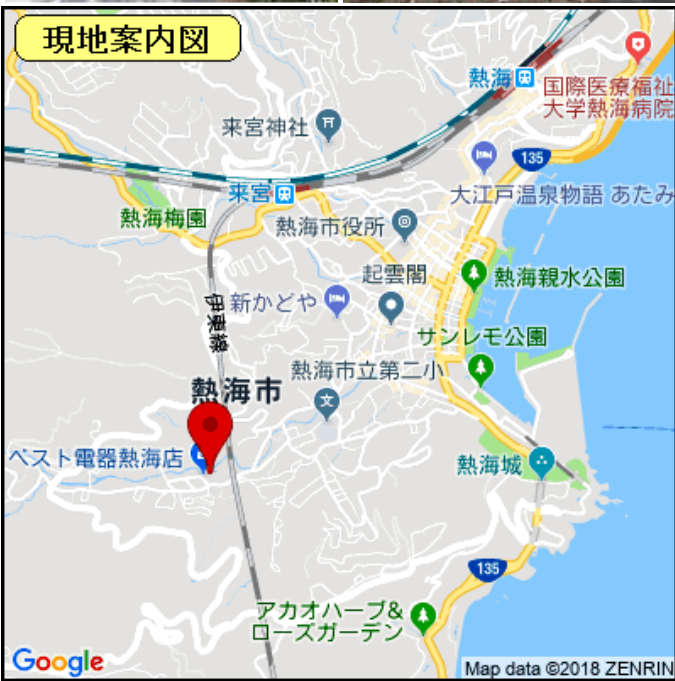 現地案内図
熱海
国際医療福祉
大学熱海病院
来宮神社
135
来宮
大江戸温泉物語 あたみ
熱海梅園
熱海市役所
起雲閣
熱海親水公園
新かどや
伊東線
サンレモ公園
熱海市立第二小
熱海市
文
ベスト電器熱海店
熱海城
135
アカオハーブ&
ローズガーデン
Google
Map data ©2018 ZENRIN